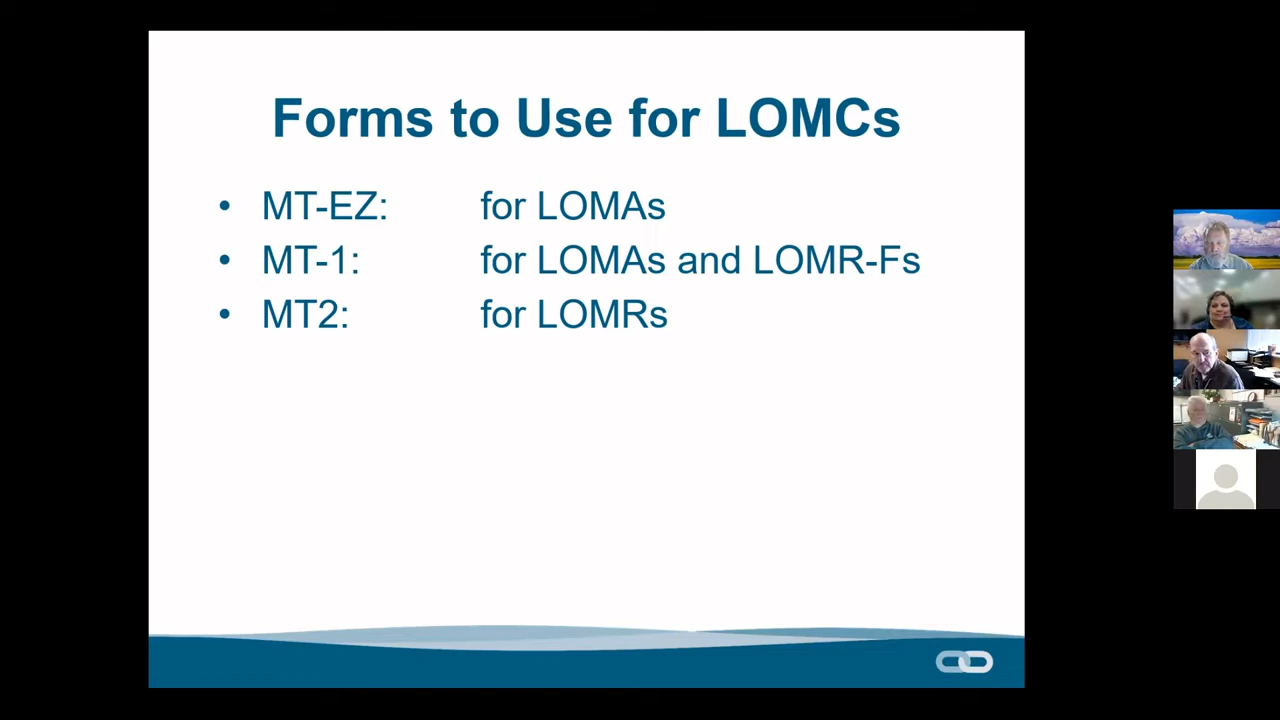 Forms to Use for LOMCs
• MT-EZ: for LOMAs
• MT-1: for LOMAs and LOMR-Fs
• MT2: for LOMRs